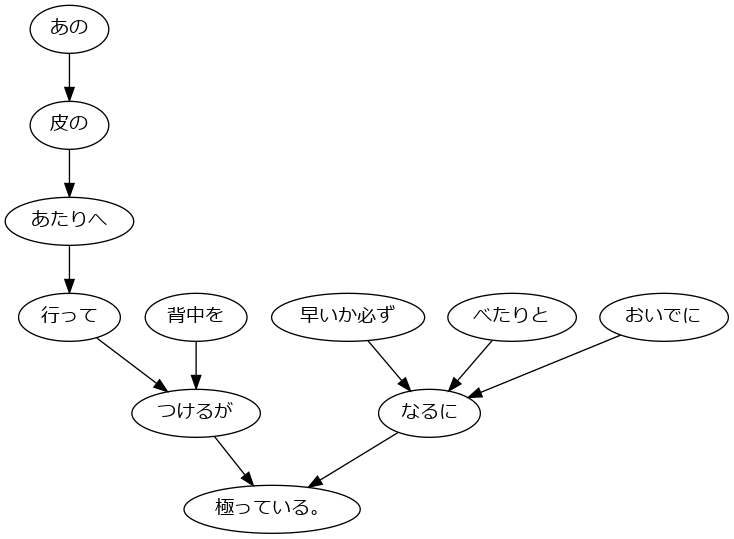 あの
皮の
あたりへ
行って
背中を
早いか必ず
べたりと
おいでに
つけるが
なるに
極っている。